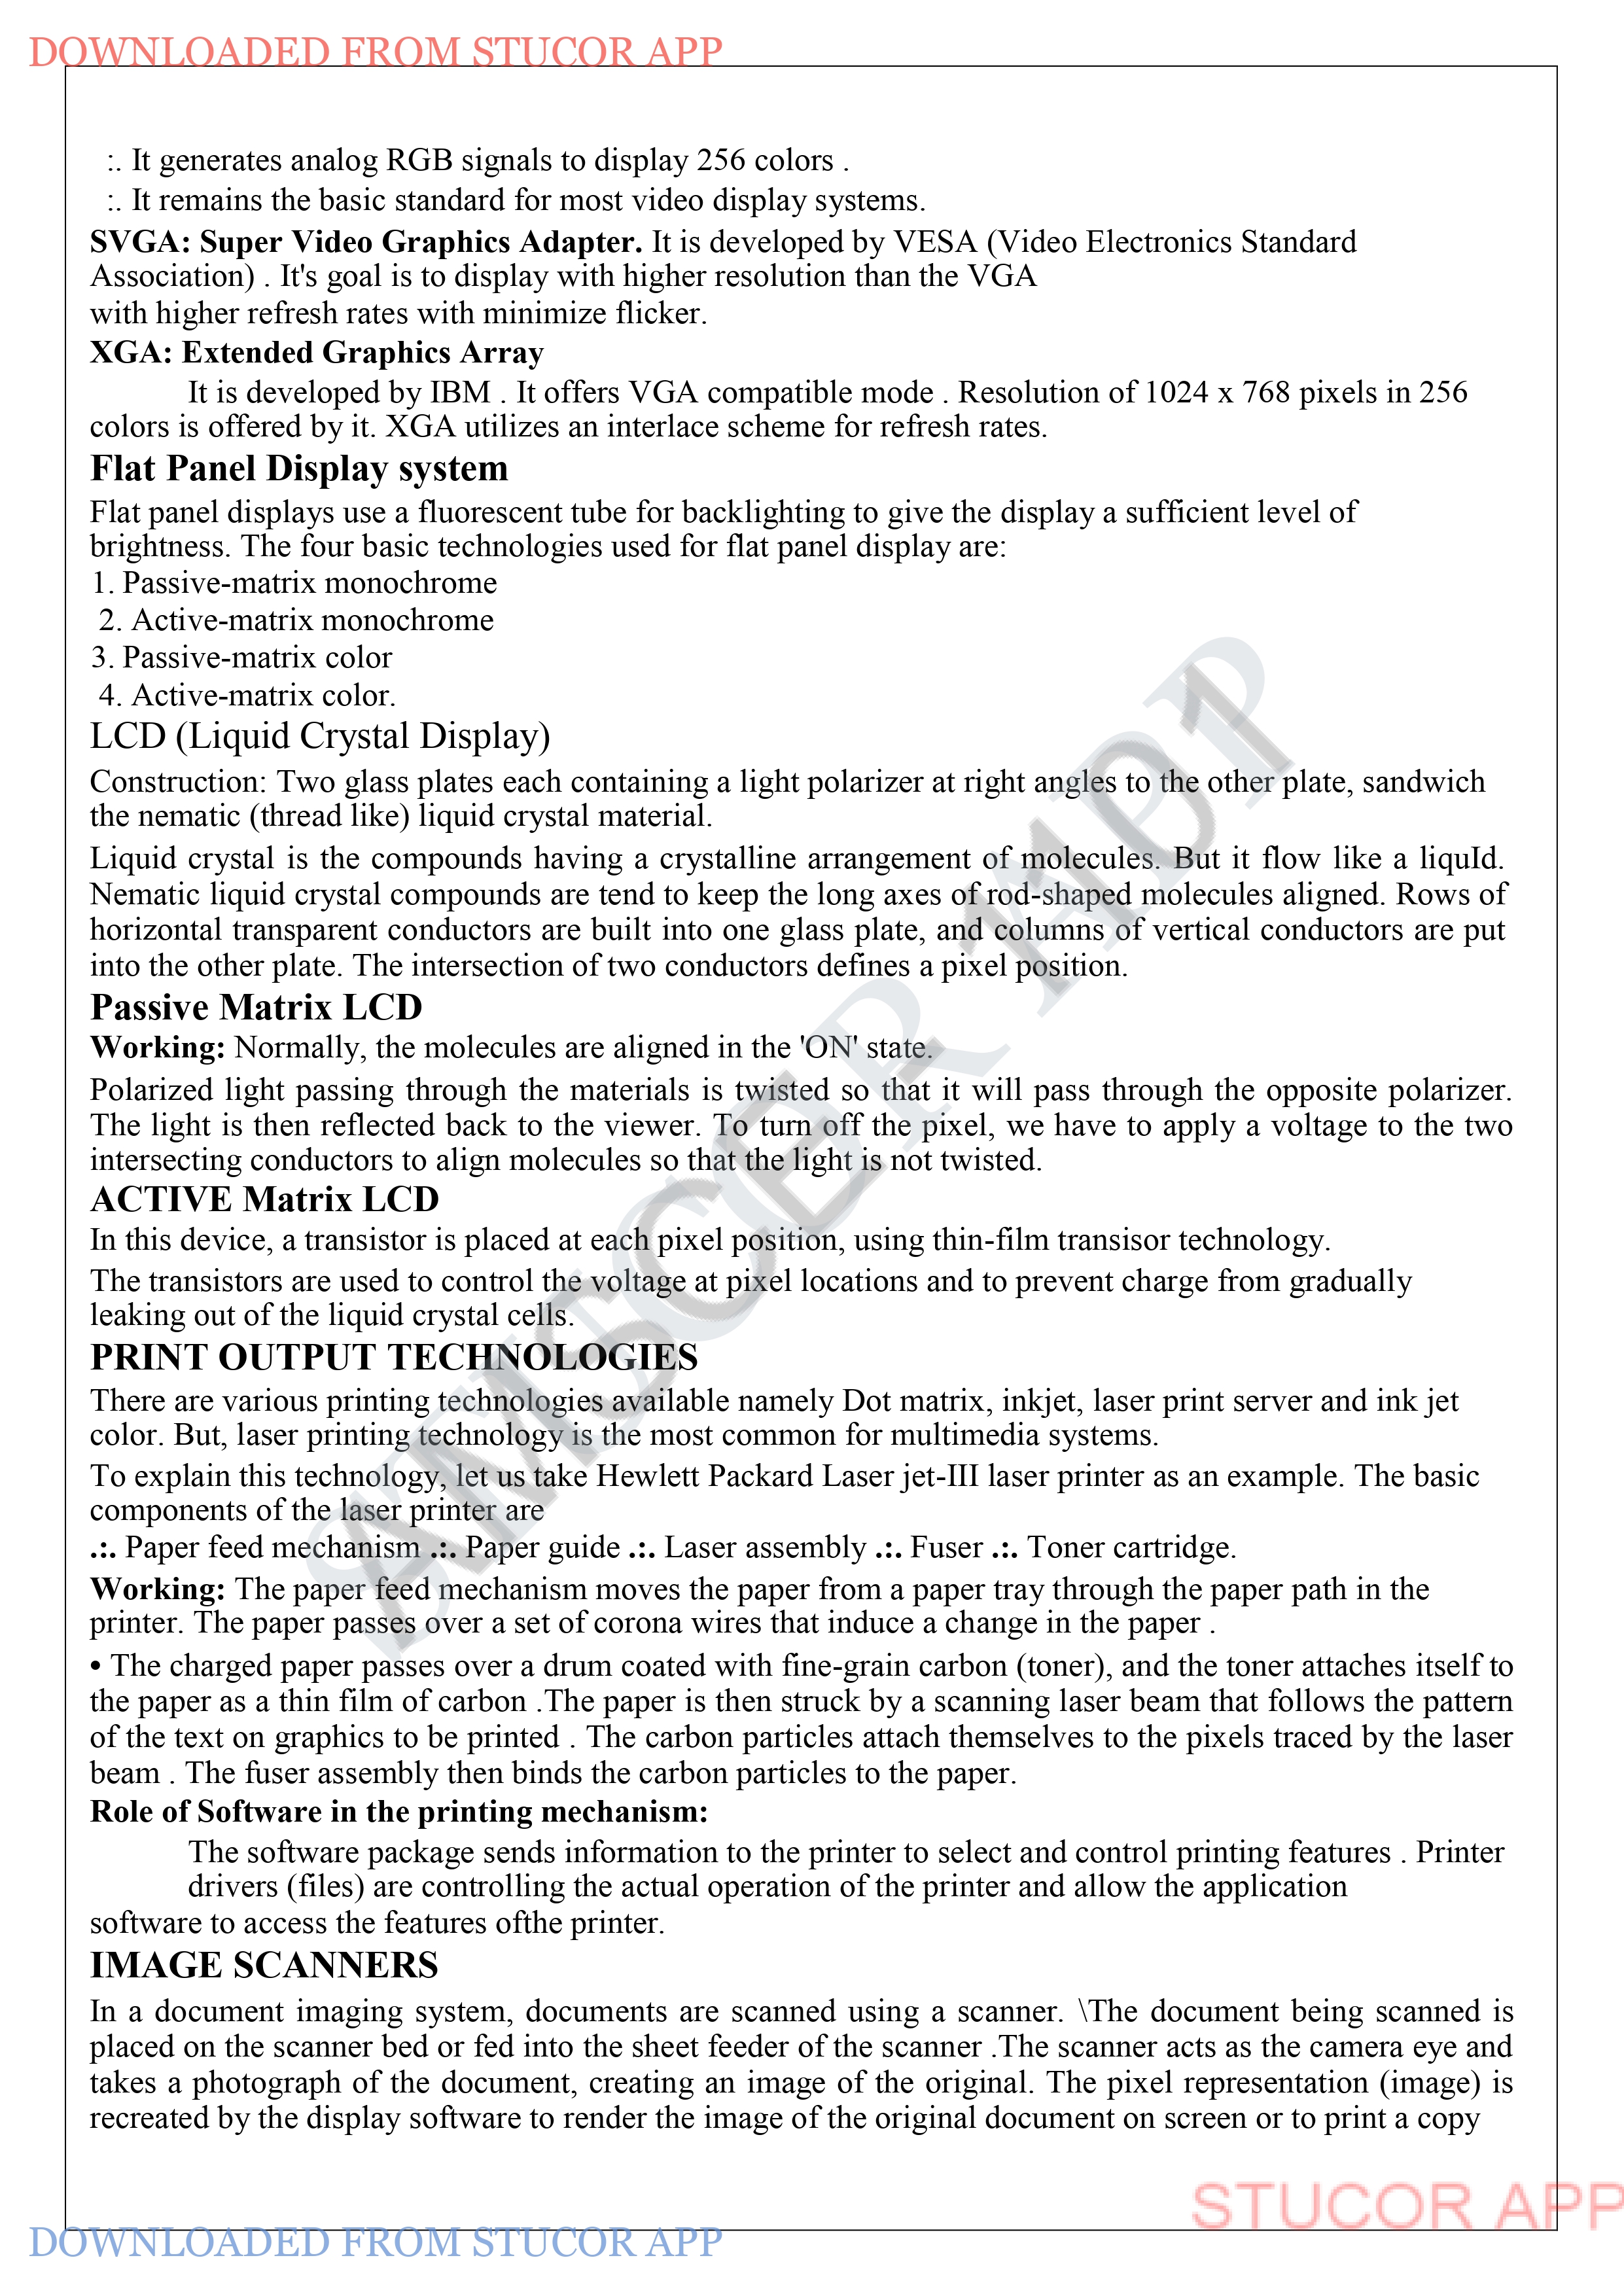 DOWNLOADED FROM STUCOR APP
:. It generates analog RGB signals to display 256 colors .
:. It remains the basic standard for most video display systems.
SVGA: Super Video Graphics Adapter. It is developed by VESA (Video Electronics Standard
Association) . It's goal is to display with higher resolution than the VGA
with higher refresh rates with minimize flicker.
XGA: Extended Graphics Array
It is developed by IBM . It offers VGA compatible mode . Resolution of 1024 x 768 pixels in 256
colors is offered by it. XGA utilizes an interlace scheme for refresh rates.
Flat Panel Display system
Flat panel displays use a fluorescent tube for backlighting to give the display a sufficient level of
brightness. The four basic technologies used for flat panel display are:
1. Passive-matrix monochrome
2. Active-matrix monochrome
3. Passive-matrix color
4. Active-matrix color.
LCD (Liquid Crystal Display)
Construction: Two glass plates each containing a light polarizer at right angles to the other plate, sandwich
the nematic (thread like) liquid crystal material.
Liquid crystal is the compounds having a crystalline arrangement of molecules. But it flow like a liquId.
Nematic liquid crystal compounds are tend to keep the long axes of rod-shaped molecules aligned. Rows of
horizontal transparent conductors are built into one glass plate, and columns of vertical conductors are put
into the other plate. The intersection of two conductors defines a pixel position.
Passive Matrix LCD
Working: Normally, the molecules are aligned in the 'ON' state.
Polarized light passing through the materials is twisted so that it will pass through the opposite polarizer.
The light is then reflected back to the viewer. To turn off the pixel, we have to apply a voltage to the two
intersecting conductors to align molecules so that the light is not twisted.
ACTIVE Matrix LCD
In this device, a transistor is placed at each pixel position, using thin-film transisor technology.
The transistors are used to control the voltage at pixel locations and to prevent charge from gradually
leaking out of the liquid crystal cells.
PRINT OUTPUT TECHNOLOGIES
There are various printing technologies available namely Dot matrix, inkjet, laser print server and ink jet
color. But, laser printing technology is the most common for multimedia systems.
To explain this technology, let us take Hewlett Packard Laser jet-III laser printer as an example. The basic
components of the laser printer are
.:. Paper feed mechanism .:. Paper guide .:. Laser assembly .:. Fuser .:. Toner cartridge.
Working: The paper feed mechanism moves the paper from a paper tray through the paper path in the
printer. The paper passes over a set of corona wires that induce a change in the paper .
• The charged paper passes over a drum coated with fine-grain carbon (toner), and the toner attaches itself to
the paper as a thin film of carbon .The paper is then struck by a scanning laser beam that follows the pattern
of the text on graphics to be printed . The carbon particles attach themselves to the pixels traced by the laser
beam . The fuser assembly then binds the carbon particles to the paper.
Role of Software in the printing mechanism:
The software package sends information to the printer to select and control printing features . Printer
drivers (files) are controlling the actual operation of the printer and allow the application
software to access the features ofthe printer.
IMAGE SCANNERS
In a document imaging system, documents are scanned using a scanner. \The document being scanned is
placed on the scanner bed or fed into the sheet feeder of the scanner .The scanner acts as the camera eye and
takes a photograph of the document, creating an image of the original. The pixel representation (image) is
recreated by the display software to render the image of the original document on screen or to print a copy
AMSCE 1101
STUCOR APP
STUCOR APP
DOWNLOADED FROM STUCOR APP